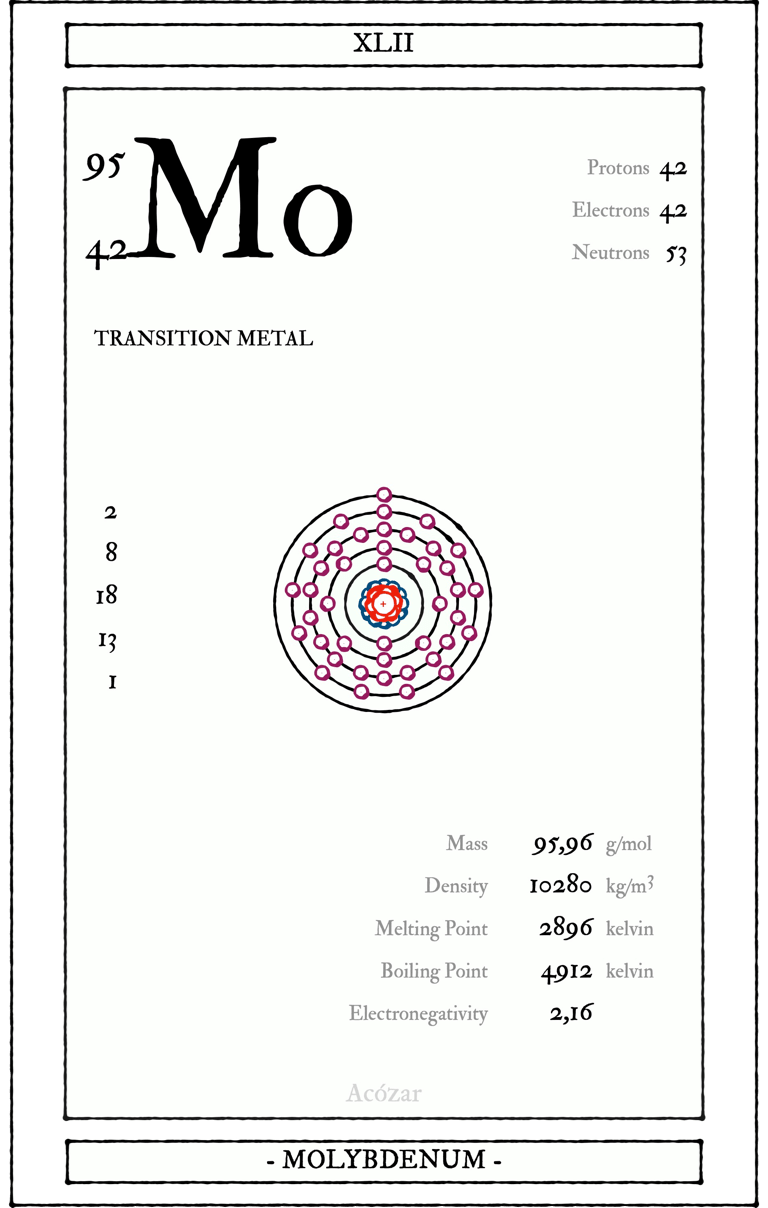 XLII
95
Mo
42
Protons 42
Electrons 42
Neutrons 53
TRANSITION METAL
2
8
18
13
1
+
Mass 95,96 g/mol
Density 10280 kg/m³
Melting Point 2896 kelvin
Boiling Point 4912 kelvin
Electronegativity 2,16
Acózar
- MOLYBDENUM -